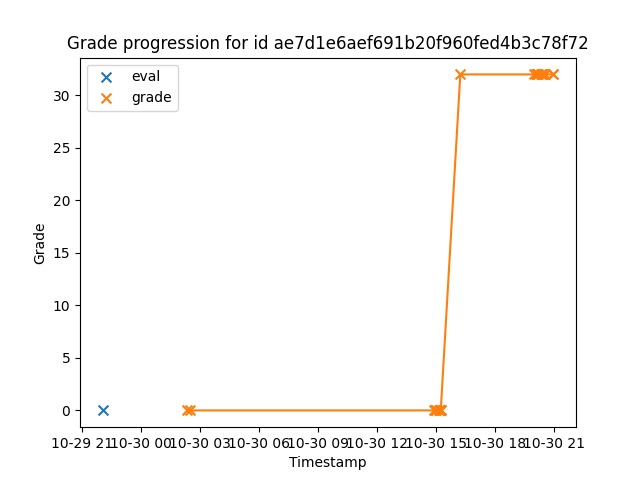 Grade progression for id ae7d1e6aef691b20f960fed4b3c78f72
eval
grade
30
25
20
15
10
5
0
Grade
10-29 21 10-30 00 10-30 03 10-30 06 10-30 09 10-30 12 10-30 15 10-30 18 10-30 21
Timestamp